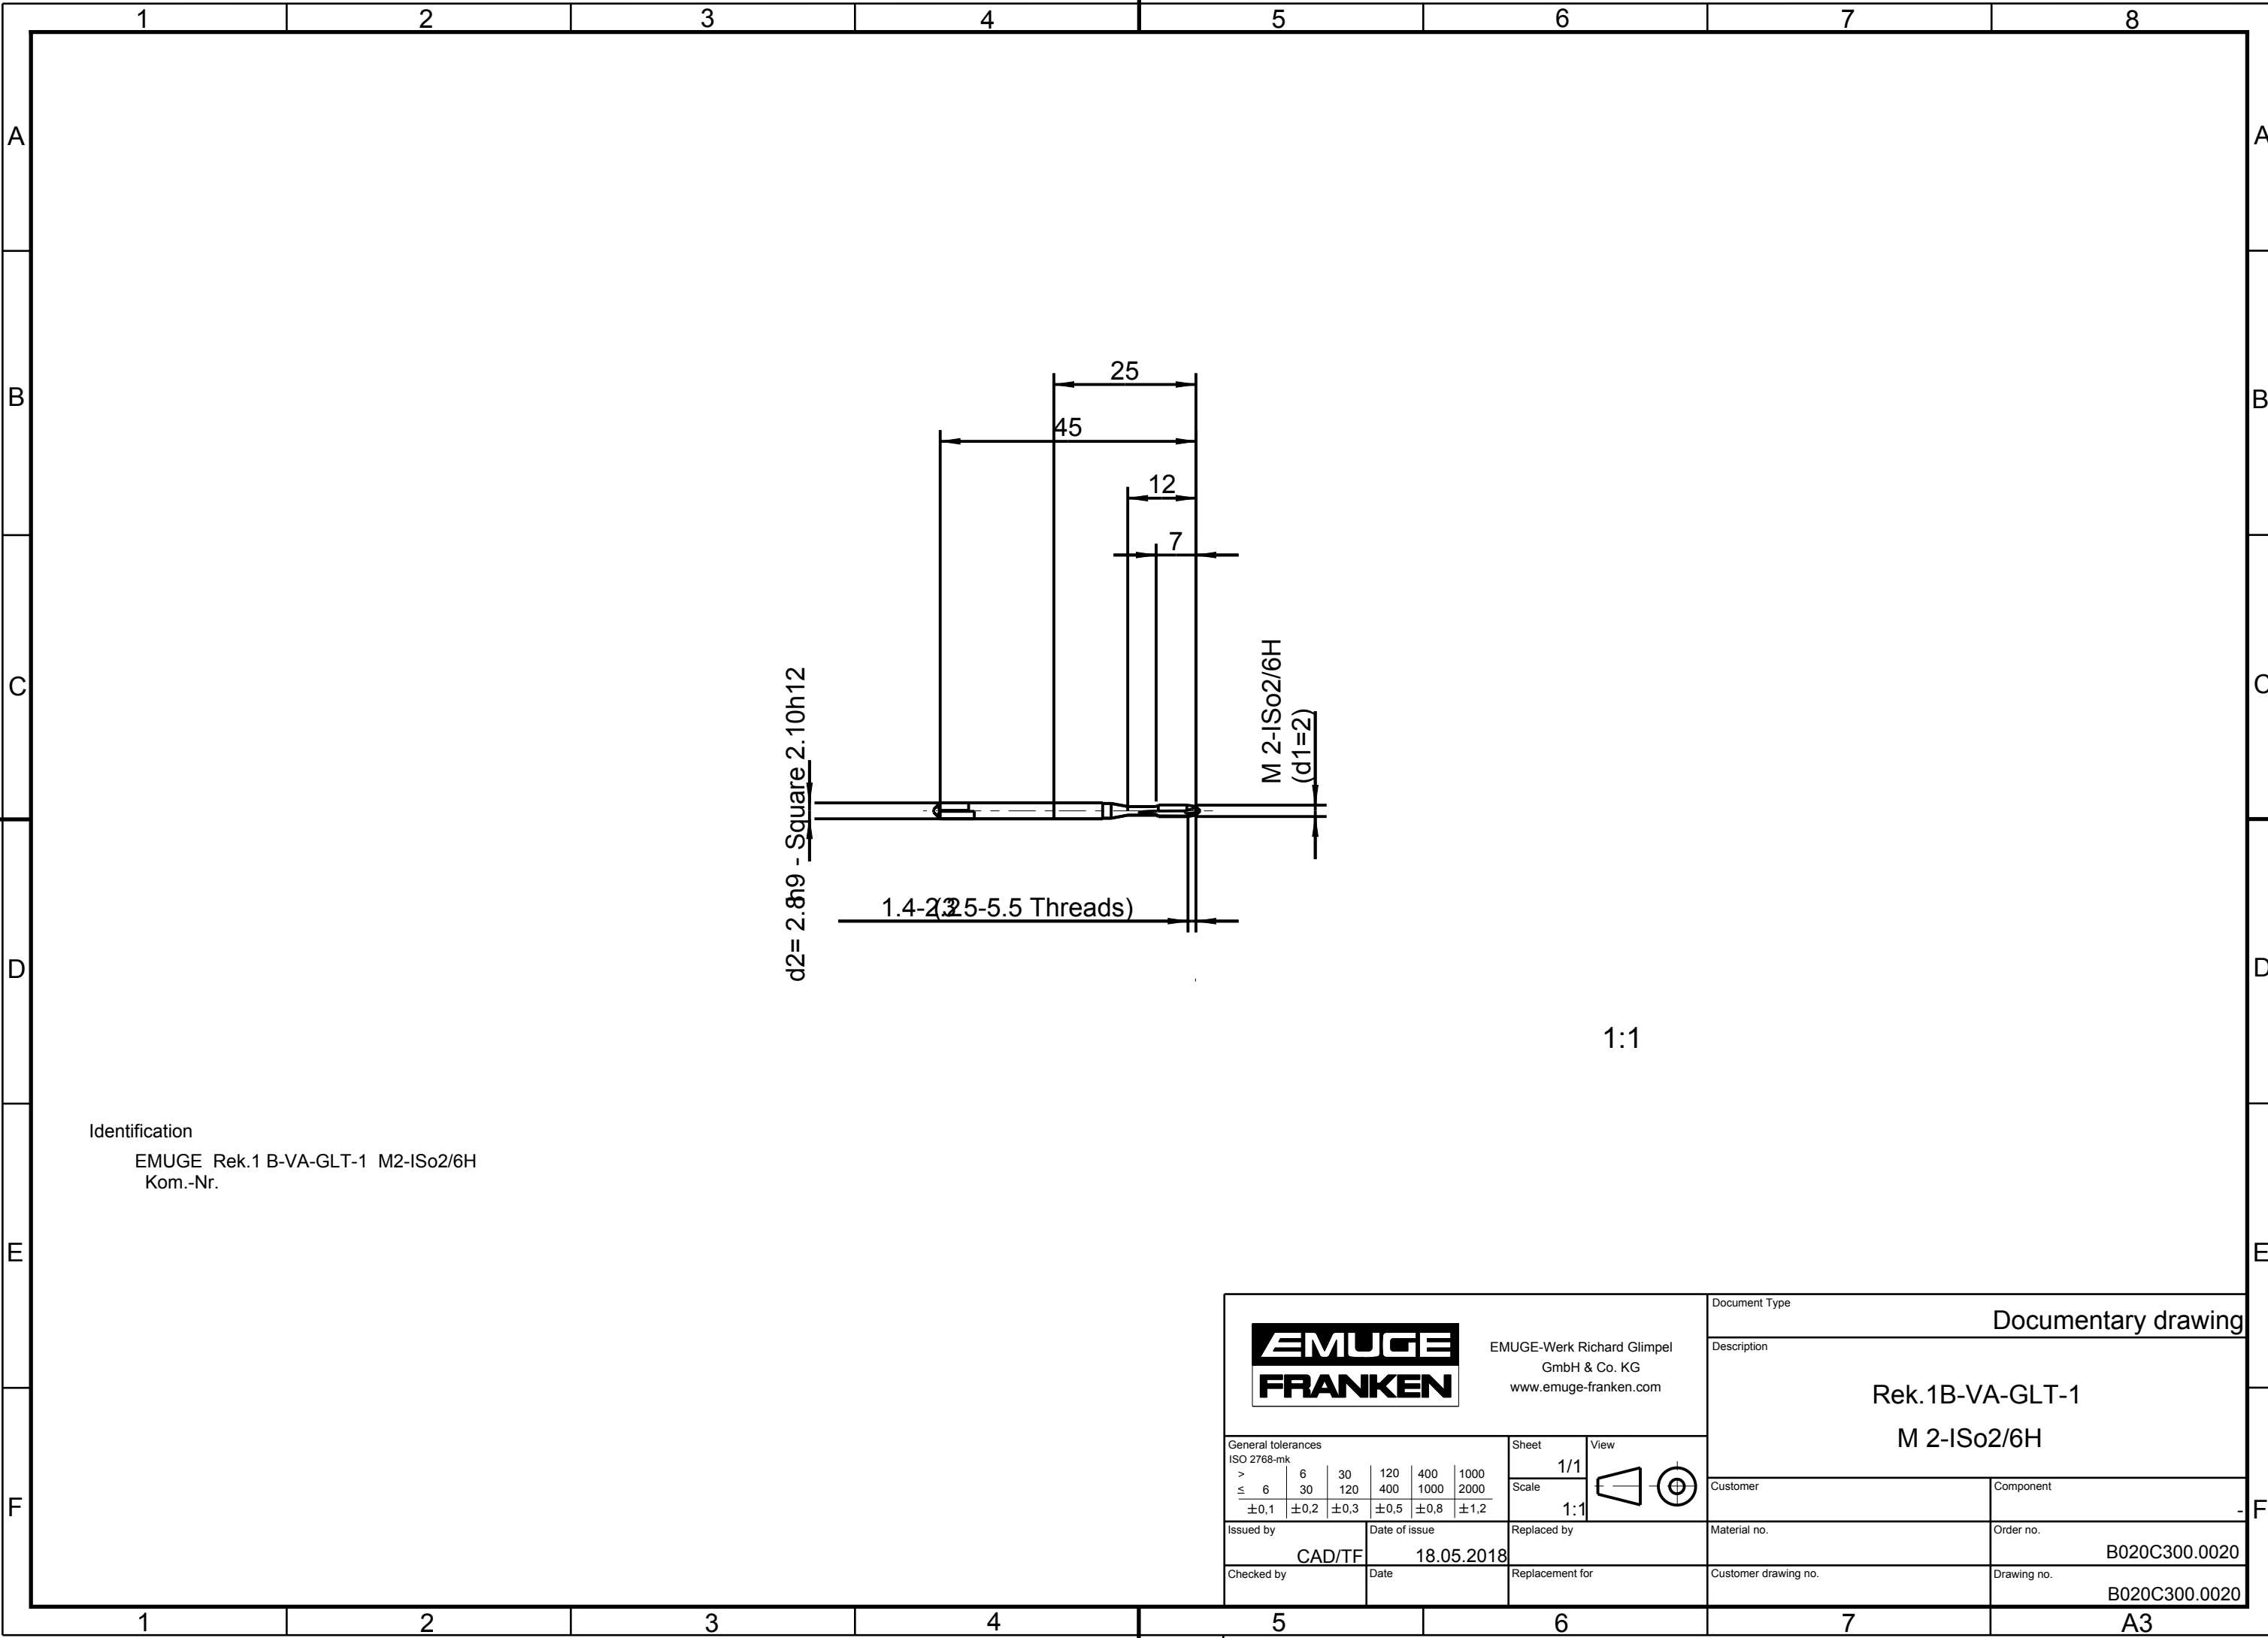 1 2 3 4 5 6 7 8
A A
B B
C C
D D
E E
F F
25
45
12
7
M 2-ISo2/6H
(d1=2)
d2= 2.8h9 - Square 2.10h12
1.4-2.2
(3.5-5.5 Threads)
1:1
Identification
EMUGE Rek.1 B-VA-GLT-1 M2-ISo2/6H
Kom.-Nr.
EMUGE
FRANKEN
EMUGE-Werk Richard Glimpel
GmbH & Co. KG
www.emuge-franken.com
Document Type
Documentary drawing
Description
Rek.1B-VA-GLT-1
M 2-ISo2/6H
General tolerances
ISO 2768-mk
> 6 30 120 400 1000
≤ 6 30 120 400 1000 2000
±0,1 ±0,2 ±0,3 ±0,5 ±0,8 ±1,2
Sheet
1/1
View
Scale
1:1
Customer
Component
-
Issued by
CAD/TF
Date of issue
18.05.2018
Replaced by
Material no.
Order no.
B020C300.0020
Checked by
Date
Replacement for
Customer drawing no.
Drawing no.
B020C300.0020
1 2 3 4 5 6 7 A3